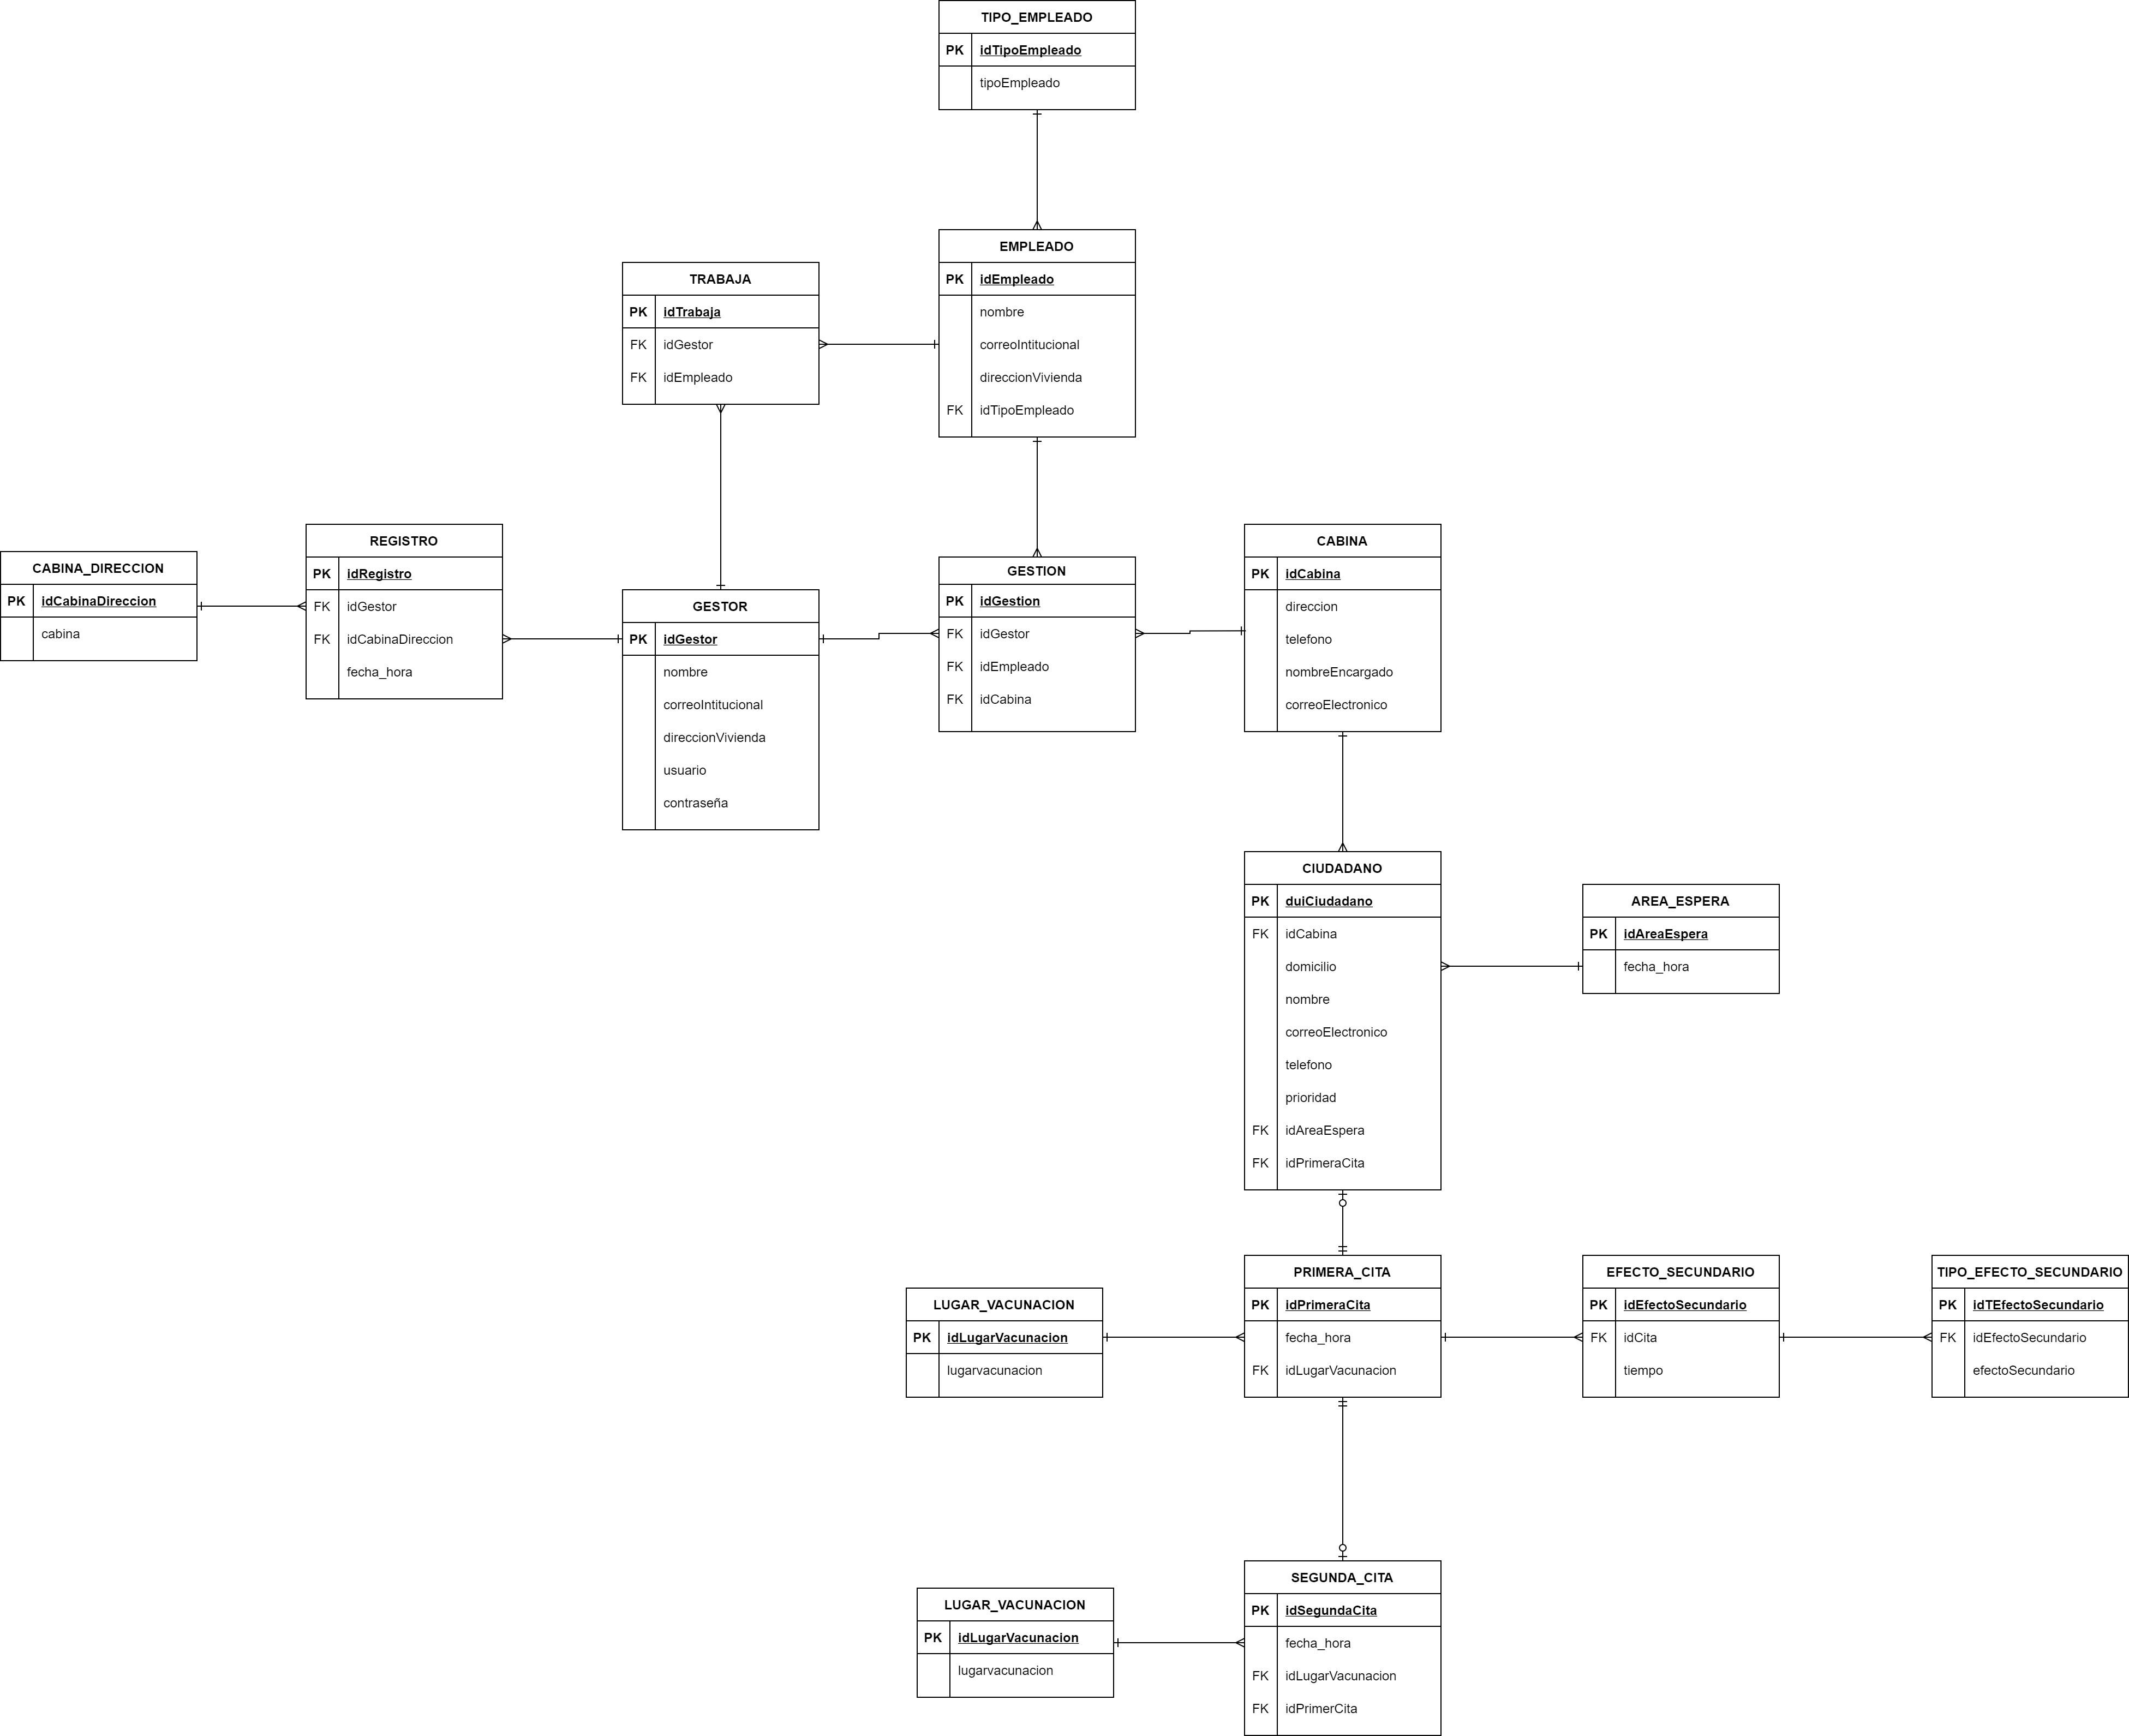 TIPO_EMPLEADO
PK idTipoEmpleado
tipoEmpleado
EMPLEADO
PK idEmpleado
nombre
correoIntitucional
direccionVivienda
FK idTipoEmpleado
TRABAJA
PK idTrabaja
FK idGestor
FK idEmpleado
CABINA_DIRECCION
PK idCabinaDireccion
cabina
REGISTRO
PK idRegistro
FK idGestor
FK idCabinaDireccion
fecha_hora
GESTOR
PK idGestor
nombre
correoIntitucional
direccionVivienda
usuario
contraseña
GESTION
PK idGestion
FK idGestor
FK idEmpleado
FK idCabina
CABINA
PK idCabina
direccion
telefono
nombreEncargado
correoElectronico
CIUDADANO
PK duiCiudadano
FK idCabina
domicilio
nombre
correoElectronico
telefono
prioridad
FK idAreaEspera
FK idPrimeraCita
AREA_ESPERA
PK idAreaEspera
fecha_hora
LUGAR_VACUNACION
PK idLugarVacunacion
lugarvacunacion
PRIMERA_CITA
PK idPrimeraCita
fecha_hora
FK idLugarVacunacion
EFECTO_SECUNDARIO
PK idEfectoSecundario
FK idCita
tiempo
TIPO_EFECTO_SECUNDARIO
PK idTEfectoSecundario
FK idEfectoSecundario
efectoSecundario
LUGAR_VACUNACION
PK idLugarVacunacion
lugarvacunacion
SEGUNDA_CITA
PK idSegundaCita
fecha_hora
FK idLugarVacunacion
FK idPrimerCita